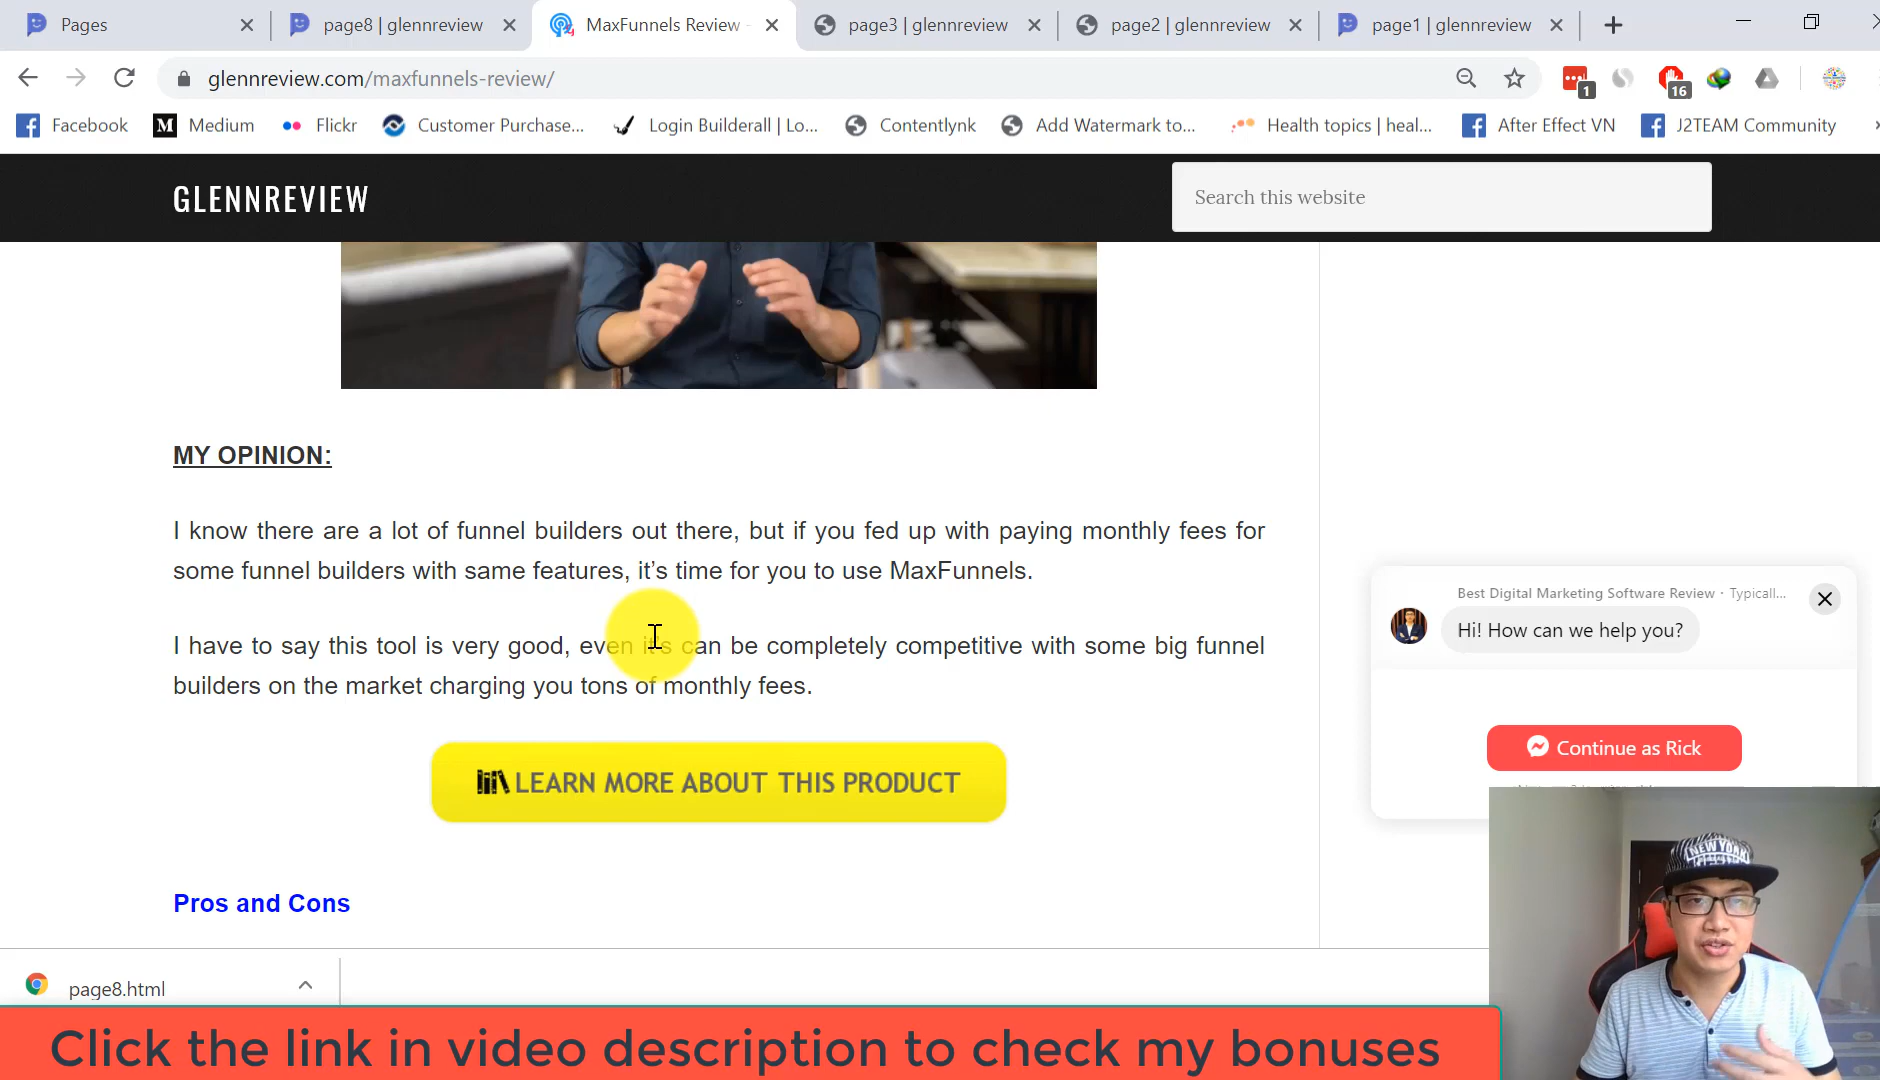 Pages
page8 | glennreview
MaxFunnels Review -
page3 | glennreview
page2 | glennreview
page1 | glennreview
glennreview.com/maxfunnels-review/
1
16
Facebook
Medium
Flickr
Customer Purchase...
Login Builderall | Lo...
Contentlynk
Add Watermark to...
Health topics | heal...
After Effect VN
J2TEAM Community
GLENNREVIEW
Search this website
MY OPINION:
I know there are a lot of funnel builders out there, but if you fed up with paying monthly fees for
some funnel builders with same features, it's time for you to use MaxFunnels.
I have to say this tool is very good, even it's can be completely competitive with some big funnel
builders on the market charging you tons of monthly fees.
LEARN MORE ABOUT THIS PRODUCT
Pros and Cons
Best Digital Marketing Software Review · Typicall...
Hi! How can we help you?
Continue as Rick
NEW YORK
page8.html
Click the link in video description to check my bonuses